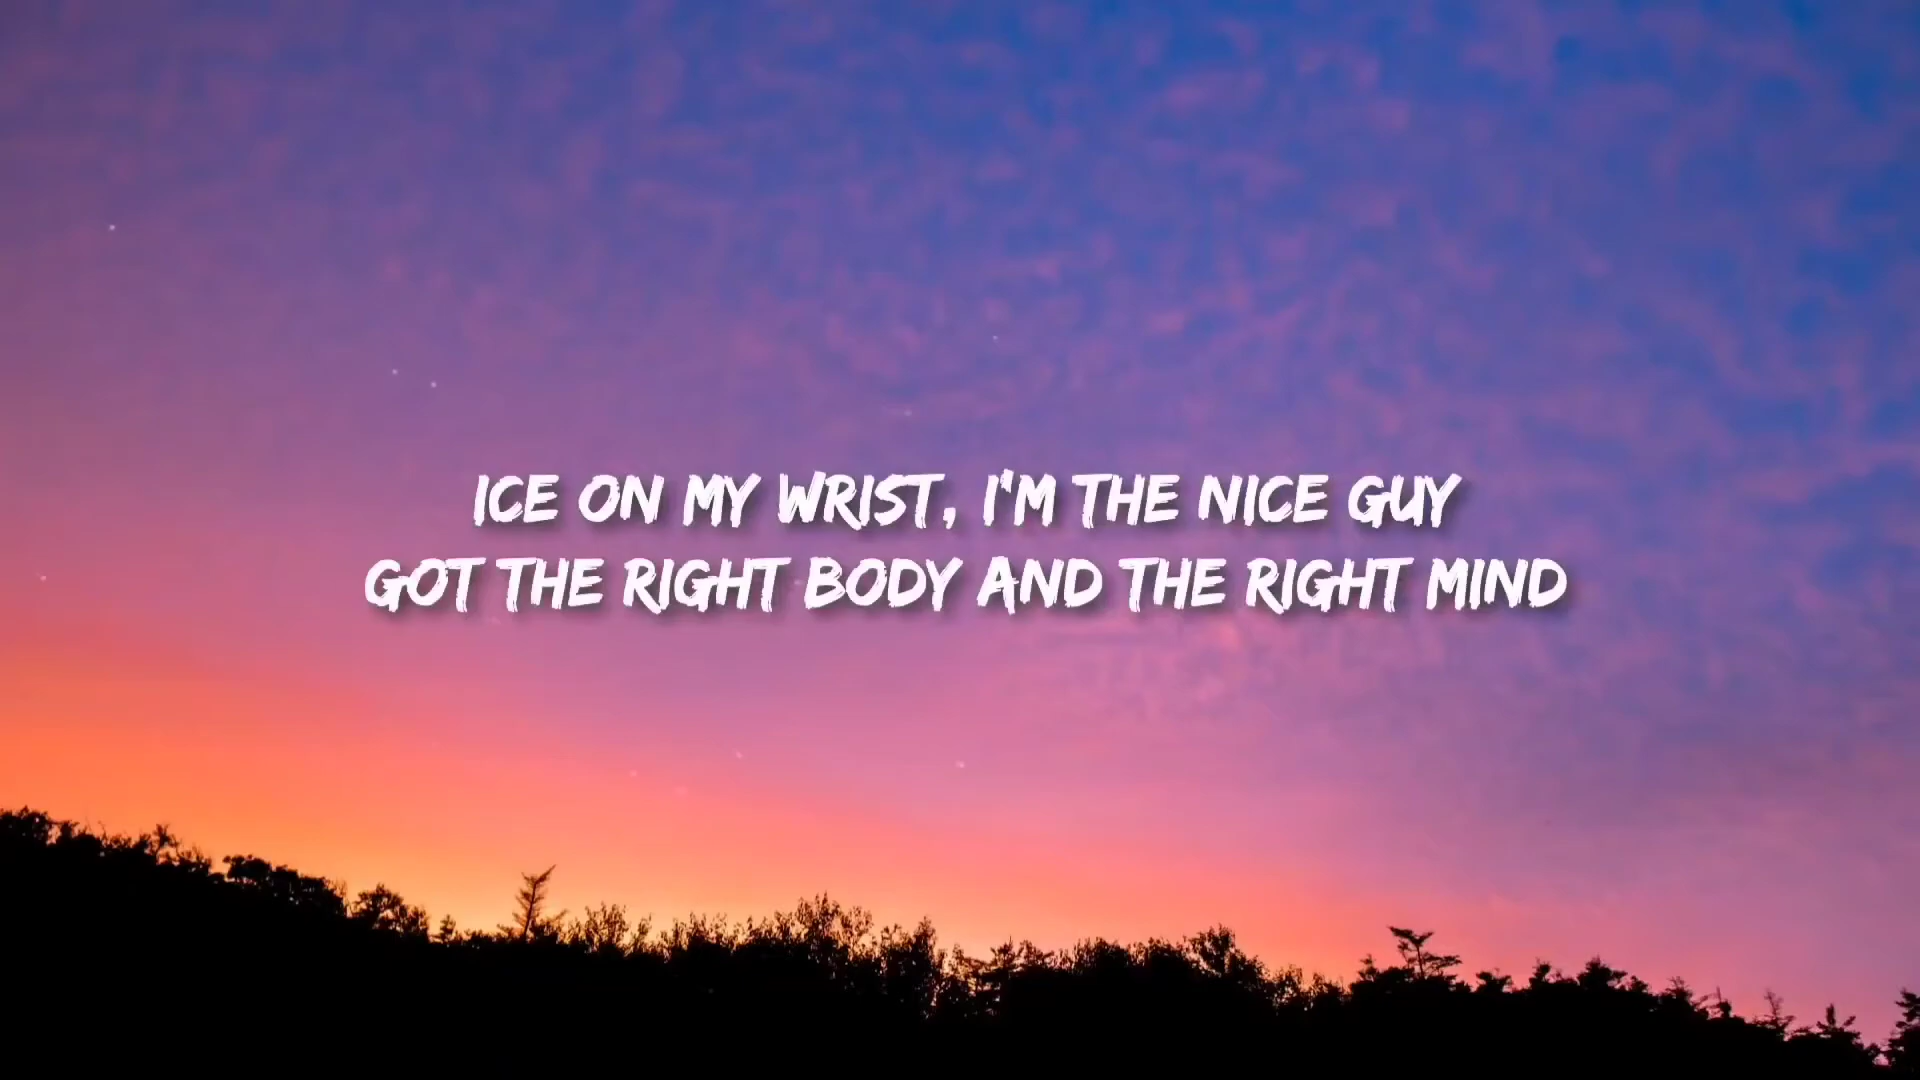 ICE ON MY WRIST, I'M THE NICE GUY
GOT THE RIGHT BODY AND THE RIGHT MIND